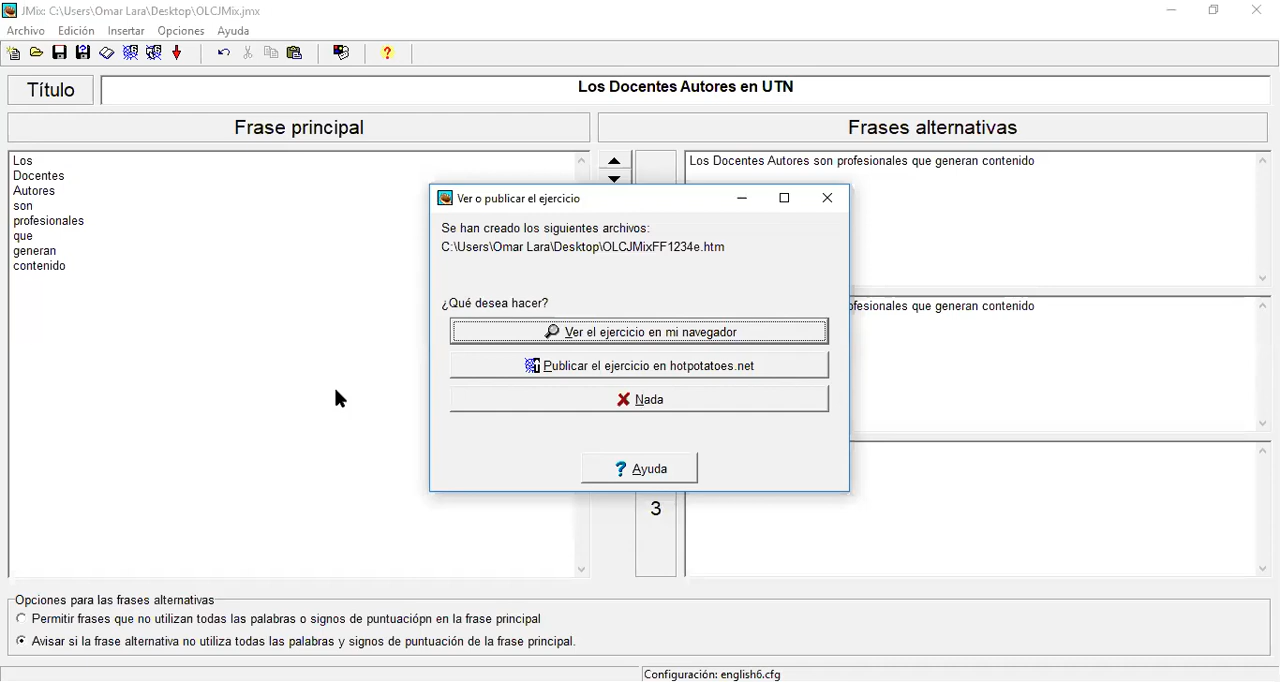 JMix: C:\Users\Omar Lara\Desktop\OLCJMix.jmx
Archivo Edición Insertar Opciones Ayuda
Título
Los Docentes Autores en UTN
Frase principal
Frases alternativas
Los
Docentes
Autores
son
profesionales
que
generan
contenido
Los Docentes Autores son profesionales que generan contenido
ofesionales que generan contenido
3
Ver o publicar el ejercicio
Se han creado los siguientes archivos:
C:\Users\Omar Lara\Desktop\OLCJMixFF1234e.htm
¿Qué desea hacer?
Ver el ejercicio en mi navegador
Publicar el ejercicio en hotpotatoes.net
Nada
Ayuda
Opciones para las frases alternativas
Permitir frases que no utilizan todas las palabras o signos de puntuaciópn en la frase principal
Avisar si la frase alternativa no utiliza todas las palabras y signos de puntuación de la frase principal.
Configuración: english6.cfg